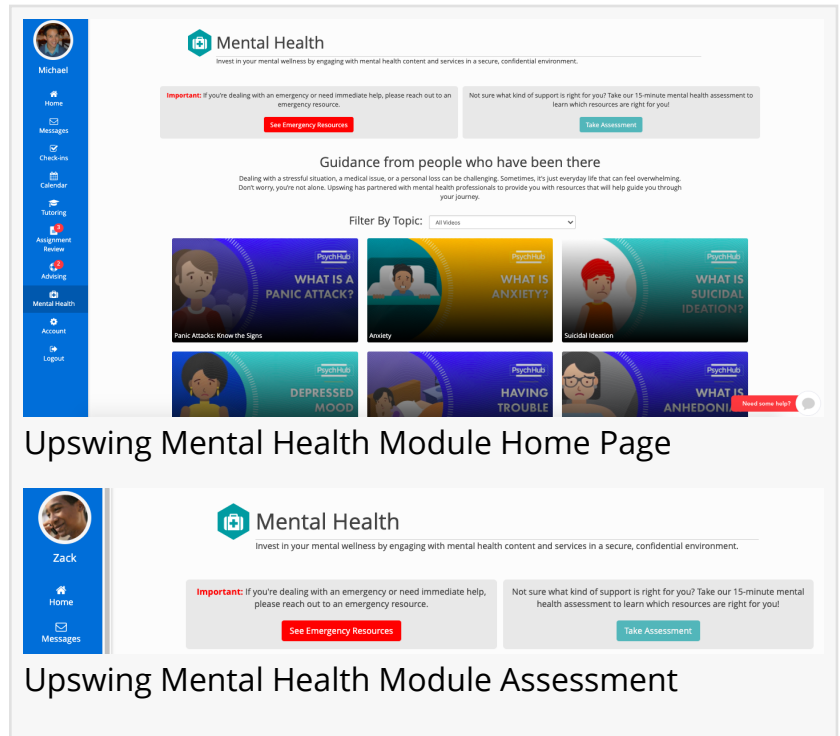 Michael
Home
Messages
Check-ins
Calendar
Tutoring
3
Assignment
Review
2
Advising
Mental Health
Account
Logout
Mental Health
Invest in your mental wellness by engaging with mental health content and services in a secure, confidential environment.
Important: If you're dealing with an emergency or need immediate help, please reach out to an
emergency resource.
See Emergency Resources
Not sure what kind of support is right for you? Take our 15-minute mental health assessment to
learn which resources are right for you!
Take Assessment
Guidance from people who have been there
Dealing with a stressful situation, a medical issue, or a personal loss can be challenging. Sometimes, it's just everyday life that can feel overwhelming.
Don't worry, you're not alone. Upswing has partnered with mental health professionals to provide you with resources that will help guide you through
your journey.
Filter By Topic:
All Videos
PsychHub
WHAT IS A
PANIC ATTACK?
Panic Attacks: Know the Signs
PsychHub
WHAT IS
ANXIETY?
Anxiety
PsychHub
WHAT IS
SUICIDAL
IDEATION?
Suicidal Ideation
PsychHub
DEPRESSED
MOOD
PsychHub
HAVING
TROUBLE
PsychHub
WHAT IS
ANHEDONI
Need some help?
Upswing Mental Health Module Home Page
Zack
Home
Messages
Mental Health
Invest in your mental wellness by engaging with mental health content and services in a secure, confidential environment.
Important: If you're dealing with an emergency or need immediate help,
please reach out to an emergency resource.
See Emergency Resources
Not sure what kind of support is right for you? Take our 15-minute mental
health assessment to learn which resources are right for you!
Take Assessment
Upswing Mental Health Module Assessment